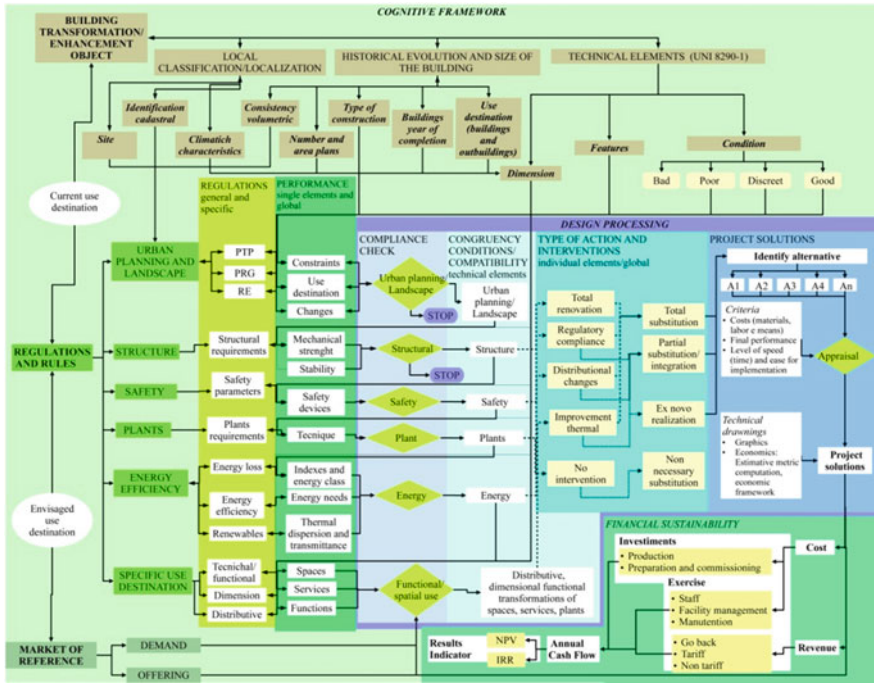 COGNITIVE FRAMEWORK
BUILDING
TRANSFORMATION/
ENHANCEMENT
OBJECT
LOCAL
CLASSIFICATION/LOCALIZATION
HISTORICAL EVOLUTION AND SIZE OF
THE BUILDING
TECHNICAL ELEMENTS (UNI 8290-1)
Identification
cadastral
Consistency
volumetric
Type of
construction
Buildings
year of
completion
Use
destination
(buildings
and
outbuildings)
Site
Climatich
characteristics
Number and
area plans
Dimension
Features
Condition
Bad
Poor
Discreet
Good
Current use
destination
REGULATIONS
general and
specific
PERFORMANCE
single elements and
global
DESIGN PROCESSING
COMPLIANCE
CHECK
CONGRUENCY
CONDITIONS/
COMPATIBILITY
technical elements
TYPE OF ACTION AND
INTERVENTIONS
individual elements/global
PROJECT SOLUTIONS
URBAN
PLANNING AND
LANDSCAPE
PTP
PRG
RE
Constraints
Use
destination
Changes
Urban planning/
Landscape
STOP
Urban
planning/
Landscape
Total
renovation
Regulatory
compliance
Distributional
changes
Improvement
thermal
No
intervention
Total
substitution
Partial
substitution/
integration
Ex novo
realization
Non
necessary
substitution
Identify alternative
A1
A2
A3
A4
An
Criteria
• Costs (materials,
labor e means)
• Final performance
• Level of speed
(time) and ease for
implementation
Appraisal
Technical
drawnings
• Graphics
• Economics:
Estimative metric
computation,
economic
framework
Project
solutions
REGULATIONS
AND RULES
STRUCTURE
Structural
requirements
Mechanical
strenght
Stability
Structural
STOP
Structure
SAFETY
Safety
parameters
Safety
devices
Safety
Safety
PLANTS
Plants
requirements
Tecnique
Plant
Plants
ENERGY
EFFICIENCY
Energy loss
Energy
efficiency
Renewables
Indexes and
energy class
Energy needs
Thermal
dispersion and
transmittance
Energy
Energy
Envisaged
use
destination
SPECIFIC USE
DESTINATION
Tecnichal/
functional
Dimension
Distributive
Spaces
Services
Functions
Functional/
spatial use
Distributive,
dimensional functional
transformations of
spaces, services, plants
MARKET OF
REFERENCE
DEMAND
OFFERING
FINANCIAL SUSTAINABILITY
Investiments
• Production
• Preparation and commissioning
Cost
Exercise
• Staff
• Facility management
• Manutention
• Go back
• Tariff
• Non tariff
Revenue
Results
Indicator
NPV
IRR
Annual
Cash Flow